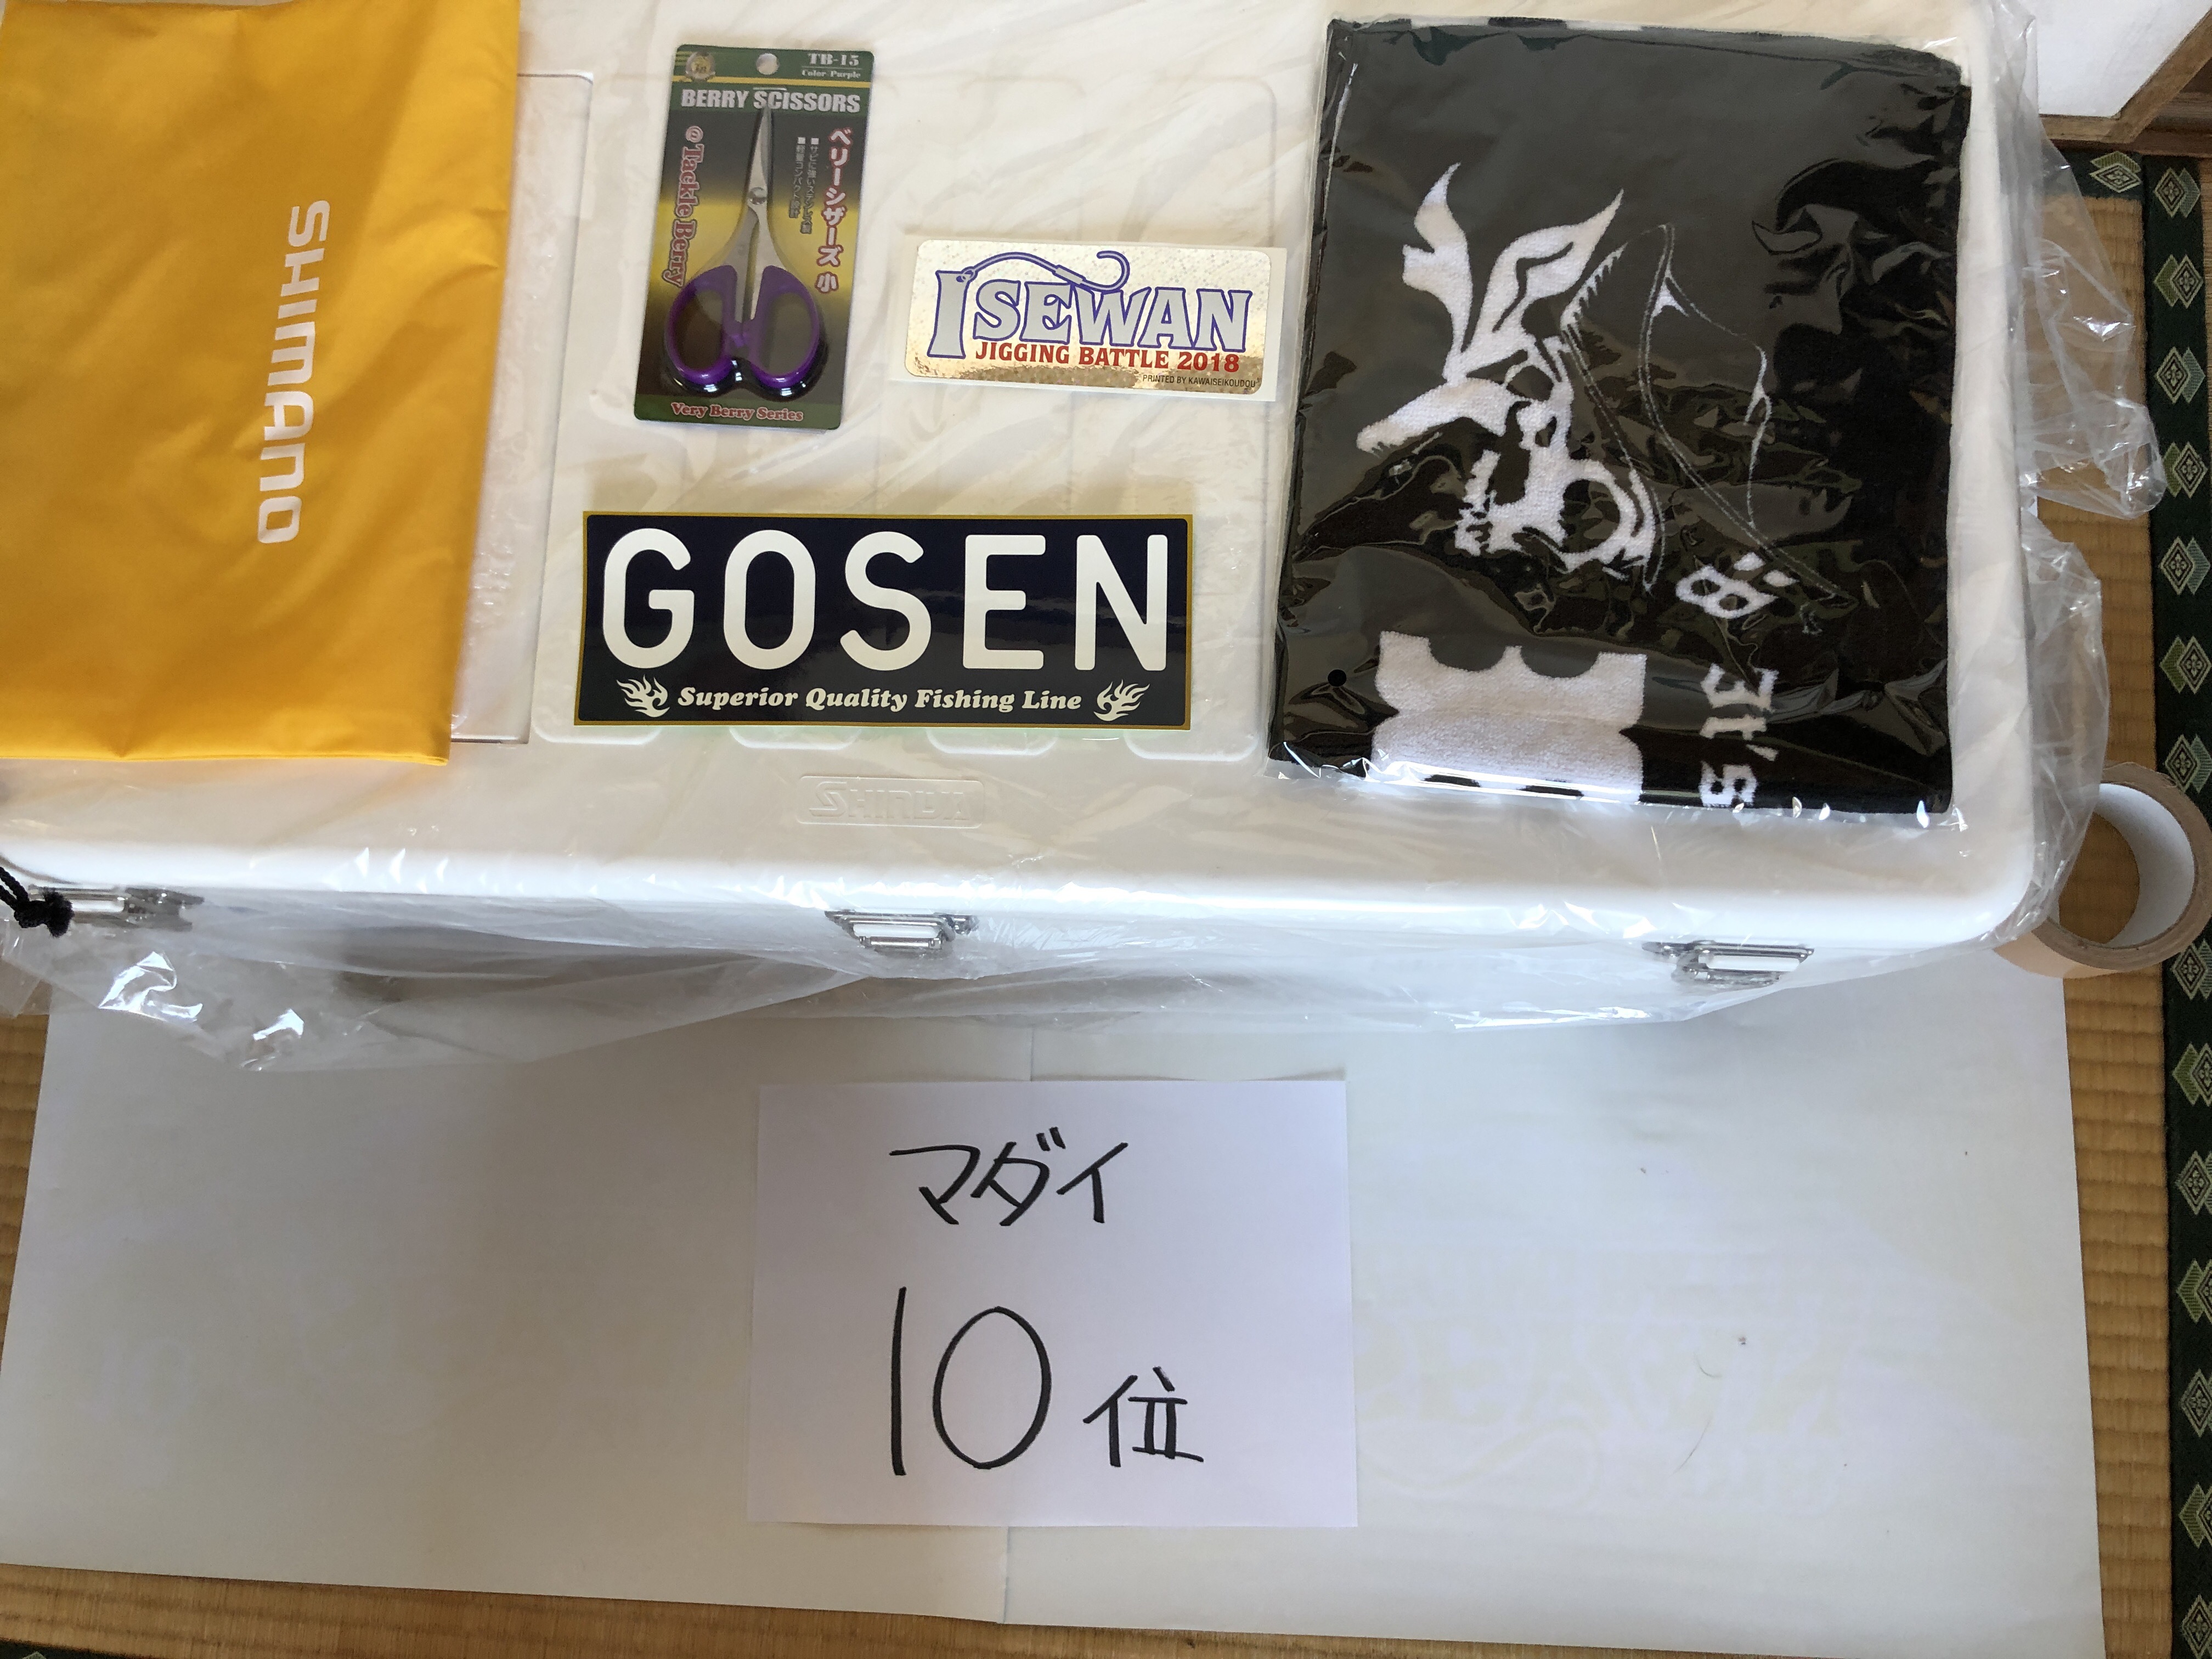 SHIMANO
TB-15
Color Purple
BERRY SCISSORS
ベリーシザーズ 小
@ Tackle Berry
Very Berry Series
ISEWAN
JIGGING BATTLE 2018
PRINTED BY KAWAISEIKOUDOU
GOSEN
Superior Quality Fishing Line
It's
SHINWA
マダイ
10位